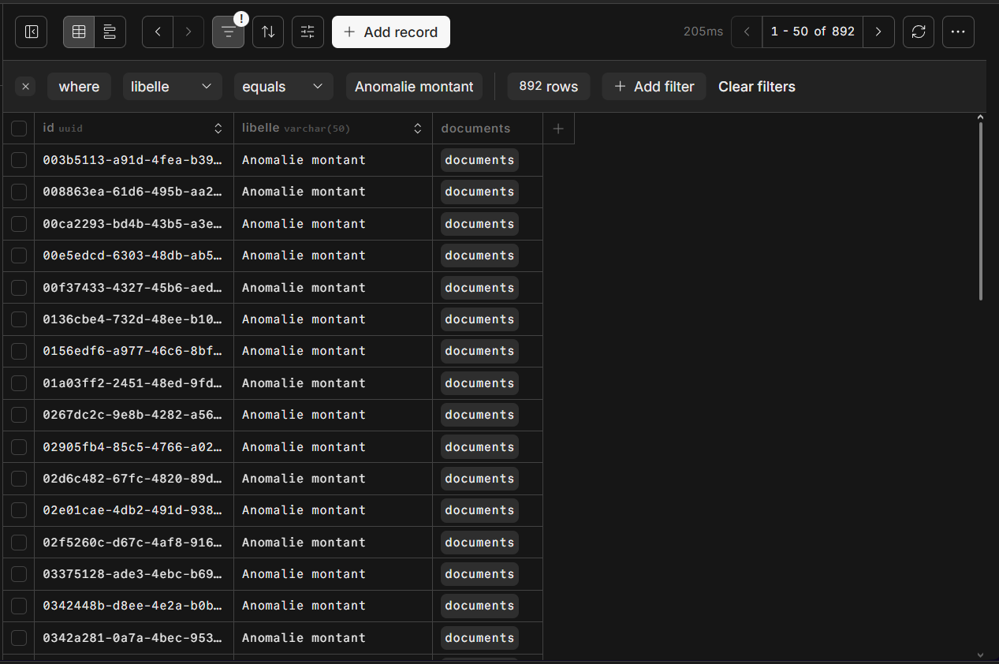 !
Add record
205ms
1 - 50 of 892
where libelle equals Anomalie montant 892 rows Add filter Clear filters
id uuid libelle varchar(50) documents
003b5113-a91d-4fea-b39… Anomalie montant documents
008863ea-61d6-495b-aa2… Anomalie montant documents
00ca2293-bd4b-43b5-a3e… Anomalie montant documents
00e5edcd-6303-48db-ab5… Anomalie montant documents
00f37433-4327-45b6-aed… Anomalie montant documents
0136cbe4-732d-48ee-b10… Anomalie montant documents
0156edf6-a977-46c6-8bf… Anomalie montant documents
01a03ff2-2451-48ed-9fd… Anomalie montant documents
0267dc2c-9e8b-4282-a56… Anomalie montant documents
02905fb4-85c5-4766-a02… Anomalie montant documents
02d6c482-67fc-4820-89d… Anomalie montant documents
02e01cae-4db2-491d-938… Anomalie montant documents
02f5260c-d67c-4af8-916… Anomalie montant documents
03375128-ade3-4ebc-b69… Anomalie montant documents
0342448b-d8ee-4e2a-b0b… Anomalie montant documents
0342a281-0a7a-4bec-953… Anomalie montant documents